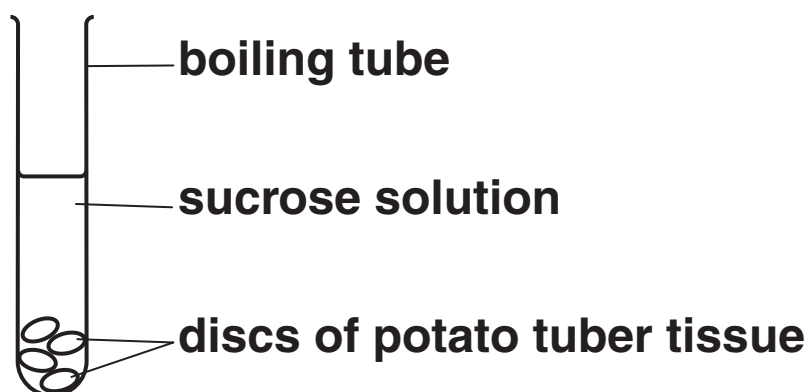 boiling tube
sucrose solution
discs of potato tuber tissue